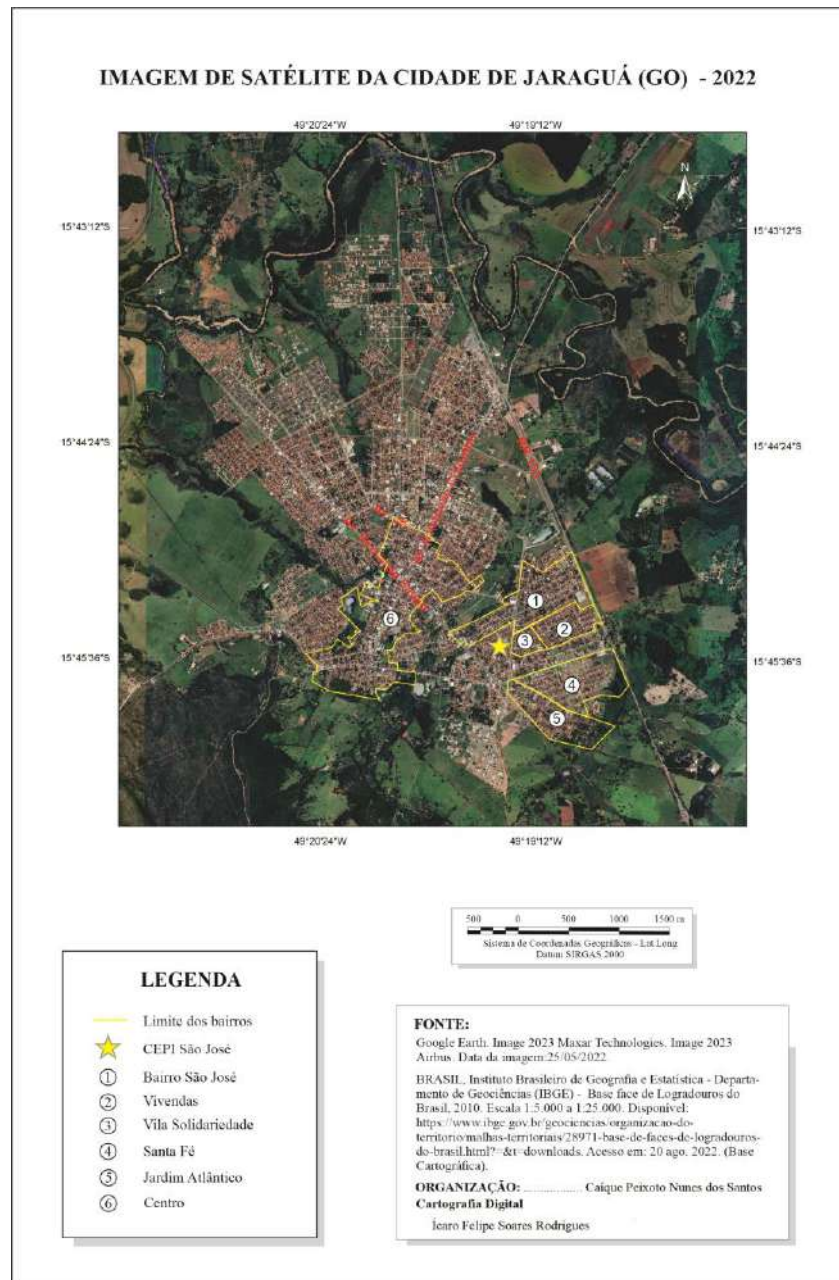 IMAGEM DE SATÉLITE DA CIDADE DE JARAGUÁ (GO) - 2022
49°20'24"W 49°19'12"W
N
15°43'12"S 15°43'12"S
15°44'24"S 15°44'24"S
15°45'36"S 15°45'36"S
1
2
3
4
5
6
49°20'24"W 49°19'12"W
500 0 500 1000 1500 m
Sistema de Coordenadas Geográficas - Lat Long
Datum SIRGAS 2000
LEGENDA
Limite dos bairros
CEPI São José
1 Bairro São José
2 Vivendas
3 Vila Solidariedade
4 Santa Fé
5 Jardim Atlântico
6 Centro
FONTE:
Google Earth. Image 2023 Maxar Technologies. Image 2023
Airbus. Data da imagem:25/05/2022
BRASIL, Instituto Brasileiro de Geografia e Estatística - Departa-
mento de Geociências (IBGE) - Base face de Logradouros do
Brasil, 2010. Escala 1:5.000 a 1:25.000. Disponível:
https://www.ibge.gov.br/geociencias/organizacao-do-
territorio/malhas-territoriais/28971-base-de-faces-de-logradouros-
do-brasil.html?=&t=downloads. Acesso em: 20 ago. 2022. (Base
Cartográfica).
ORGANIZAÇÃO: ................ Caíque Peixoto Nunes dos Santos
Cartografia Digital
Ícaro Felipe Soares Rodrigues